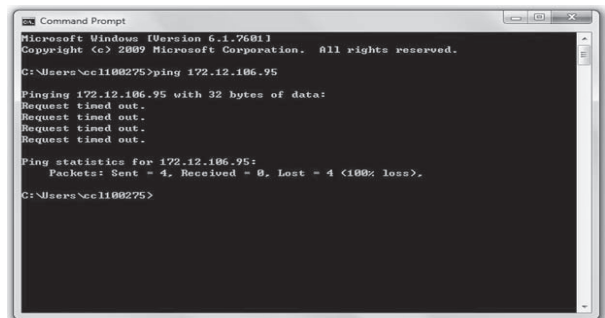 Command Prompt
Microsoft Windows [Version 6.1.7601]
Copyright (c) 2009 Microsoft Corporation.  All rights reserved.
C:\Users\ccl100275>ping 172.12.106.95
Pinging 172.12.106.95 with 32 bytes of data:
Request timed out.
Request timed out.
Request timed out.
Request timed out.
Ping statistics for 172.12.106.95:
    Packets: Sent = 4, Received = 0, Lost = 4 (100% loss),
C:\Users\ccl100275>